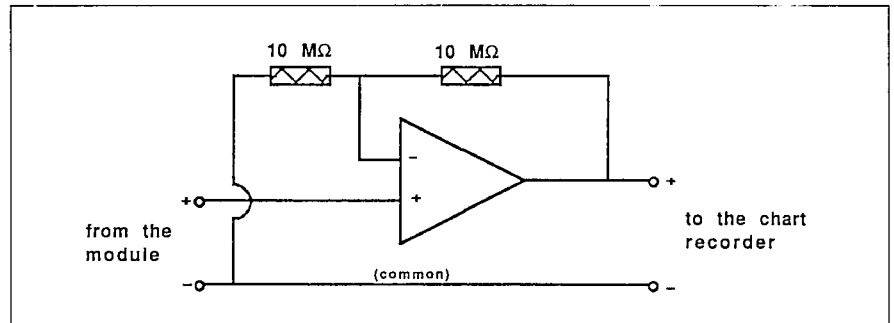 10 MΩ 10 MΩ
-
+
+ +
from the
module
to the chart
recorder
(common)
- -